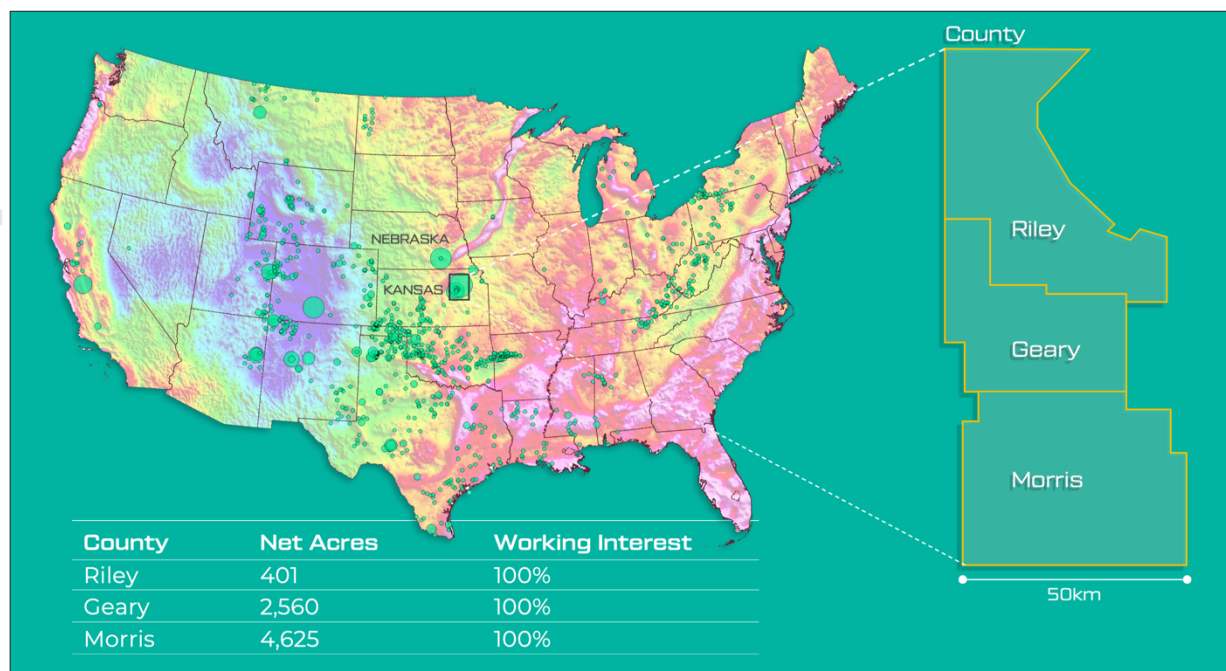 County
NEBRASKA
KANSAS
Riley
Geary
Morris
50km
County Net Acres Working Interest
Riley 401 100%
Geary 2,560 100%
Morris 4,625 100%